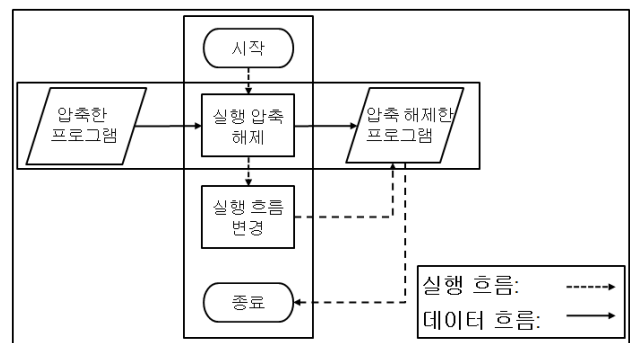 시작
압축한
프로그램
실행 압축
해제
압축 해제한
프로그램
실행 흐름
변경
종료
실행 흐름:
데이터 흐름: